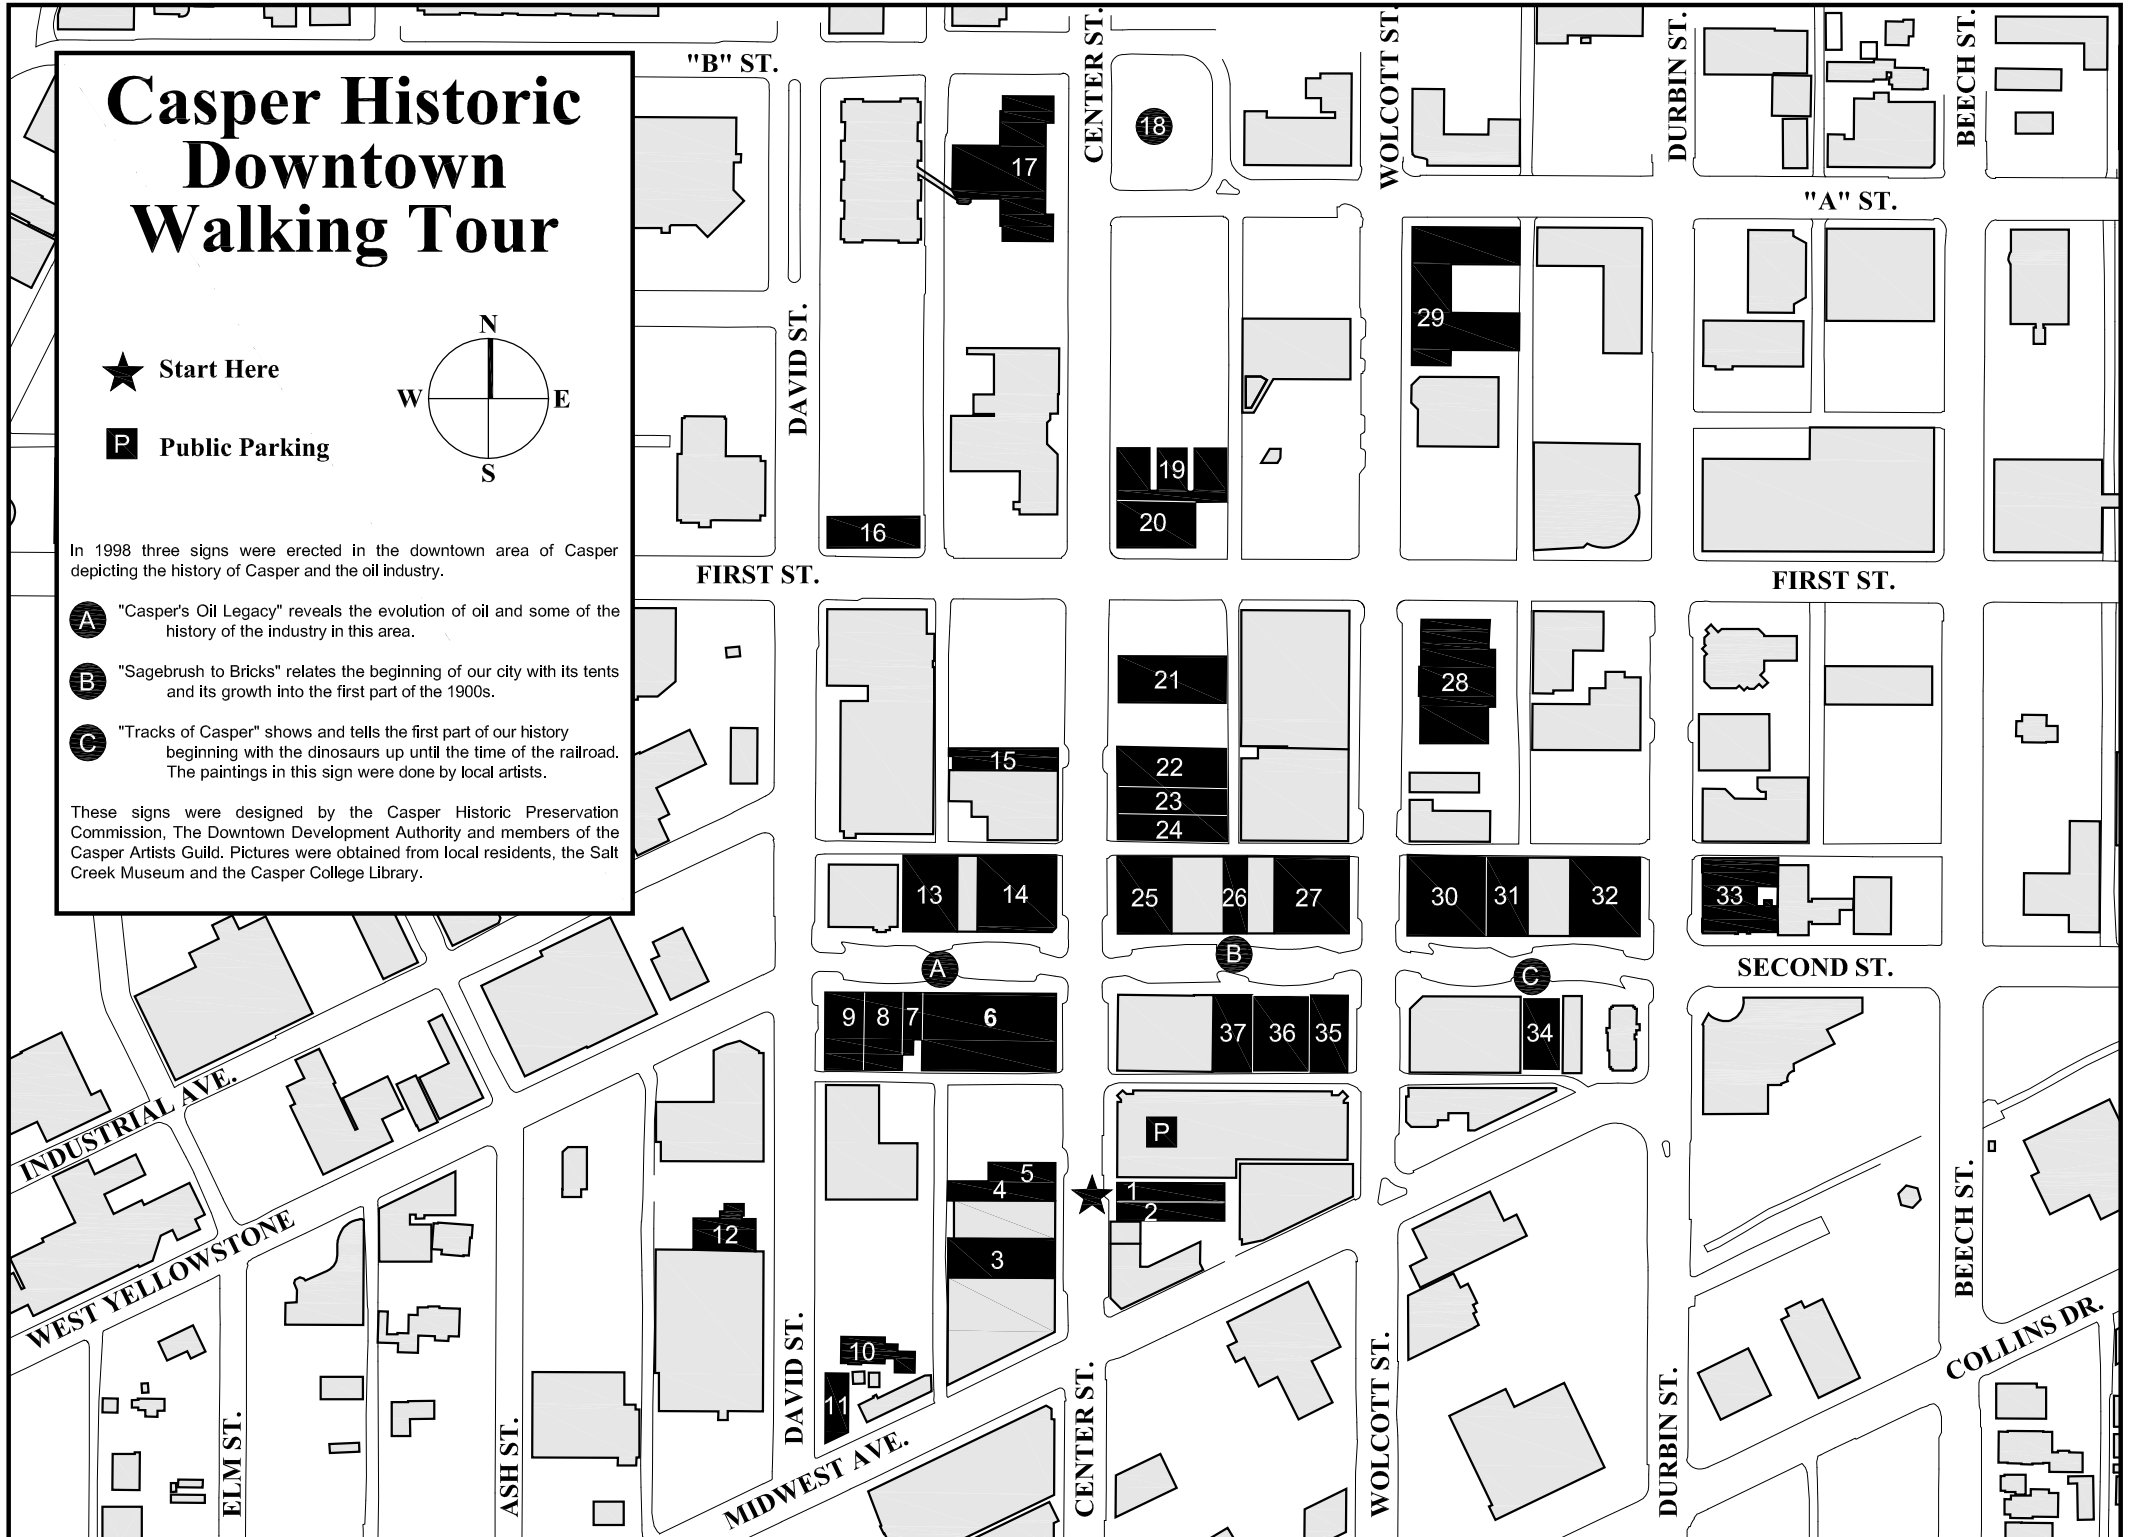 Casper Historic
Downtown
Walking Tour
N
W
E
S
Start Here
P
Public Parking
In 1998 three signs were erected in the downtown area of Casper
depicting the history of Casper and the oil industry.
A
"Casper's Oil Legacy" reveals the evolution of oil and some of the
history of the industry in this area.
B
"Sagebrush to Bricks" relates the beginning of our city with its tents
and its growth into the first part of the 1900s.
C
"Tracks of Casper" shows and tells the first part of our history
beginning with the dinosaurs up until the time of the railroad.
The paintings in this sign were done by local artists.
These signs were designed by the Casper Historic Preservation
Commission, The Downtown Development Authority and members of the
Casper Artists Guild. Pictures were obtained from local residents, the Salt
Creek Museum and the Casper College Library.
"B" ST.
CENTER ST.
WOLCOTT ST.
DURBIN ST.
BEECH ST.
18
17
"A" ST.
DAVID ST.
29
19
20
16
FIRST ST.
FIRST ST.
21
28
15
22
23
24
13
14
25
26
27
30
31
32
33
A
B
C
SECOND ST.
9
8
7
6
37
36
35
34
INDUSTRIAL AVE.
P
5
4
1
2
12
3
WEST YELLOWSTONE
BEECH ST.
COLLINS DR.
10
11
DAVID ST.
ELM ST.
ASH ST.
MIDWEST AVE.
CENTER ST.
WOLCOTT ST.
DURBIN ST.